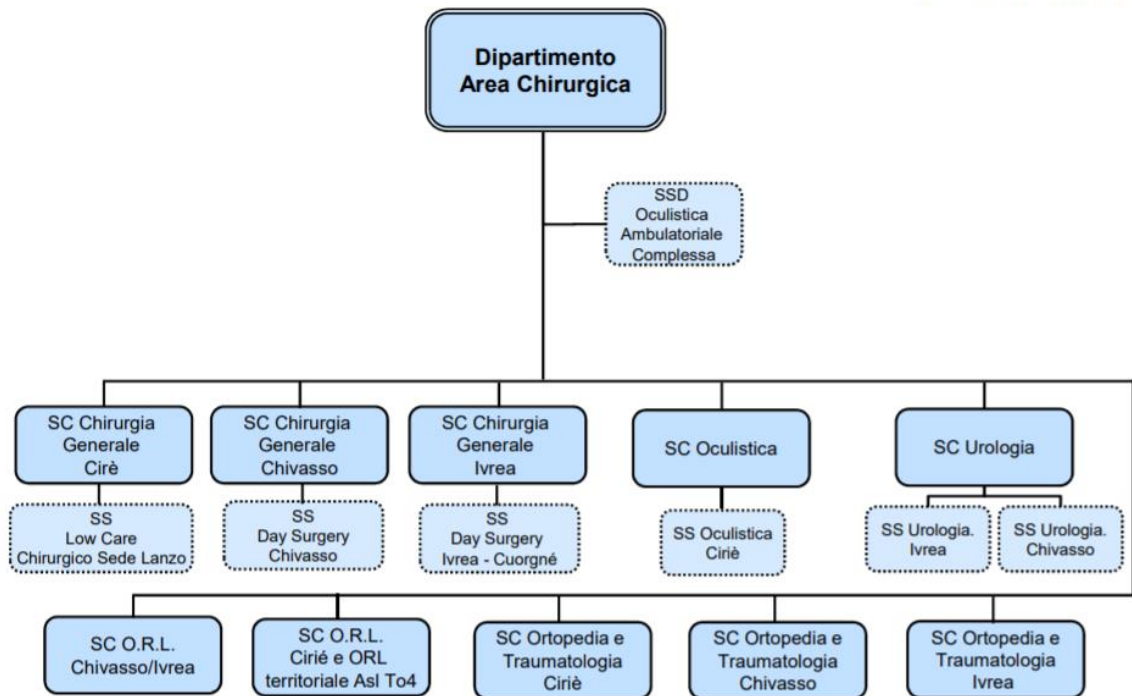 Dipartimento
Area Chirurgica
SSD
Oculistica
Ambulatoriale
Complessa
SC Chirurgia
Generale
Cirè
SC Chirurgia
Generale
Chivasso
SC Chirurgia
Generale
Ivrea
SC Oculistica
SC Urologia
SS
Low Care
Chirurgico Sede Lanzo
SS
Day Surgery
Chivasso
SS
Day Surgery
Ivrea - Cuorgné
SS Oculistica
Ciriè
SS Urologia.
Ivrea
SS Urologia.
Chivasso
SC O.R.L.
Chivasso/Ivrea
SC O.R.L.
Cirié e ORL
territoriale Asl To4
SC Ortopedia e
Traumatologia
Ciriè
SC Ortopedia e
Traumatologia
Chivasso
SC Ortopedia e
Traumatologia
Ivrea